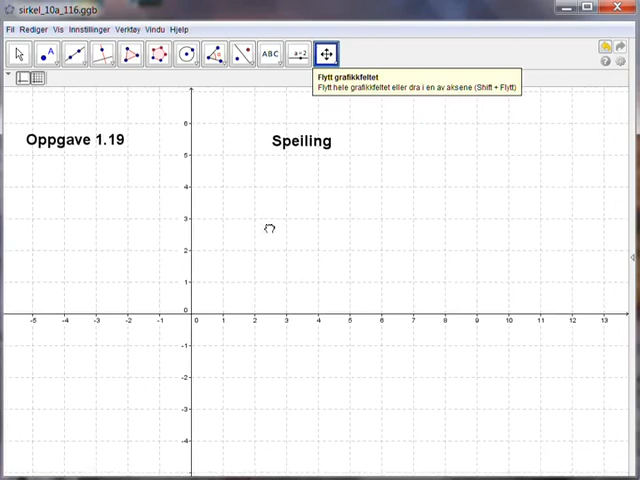 sirkel_10a_116.ggb
Fil Rediger Vis Innstillinger Verktøy Vindu Hjelp
A
ABC
a=2
Flytt grafikkfeltet
Flytt hele grafikkfeltet eller dra i en av aksene (Shift + Flytt)
Oppgave 1.19
Speiling
6
5
4
3
2
1
0
-5 -4 -3 -2 -1 0 1 2 3 4 5 6 7 8 9 10 11 12 13
-1
-2
-3
-4